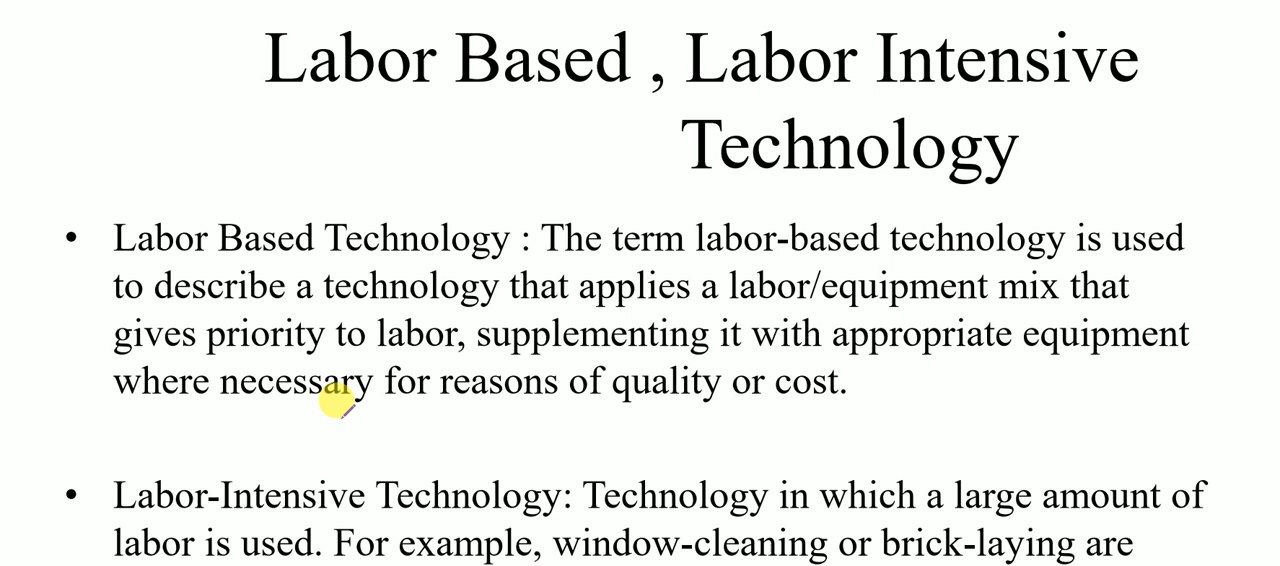 Labor Based , Labor Intensive
Technology
• Labor Based Technology : The term labor-based technology is used
to describe a technology that applies a labor/equipment mix that
gives priority to labor, supplementing it with appropriate equipment
where necessary for reasons of quality or cost.
• Labor-Intensive Technology: Technology in which a large amount of
labor is used. For example, window-cleaning or brick-laying are